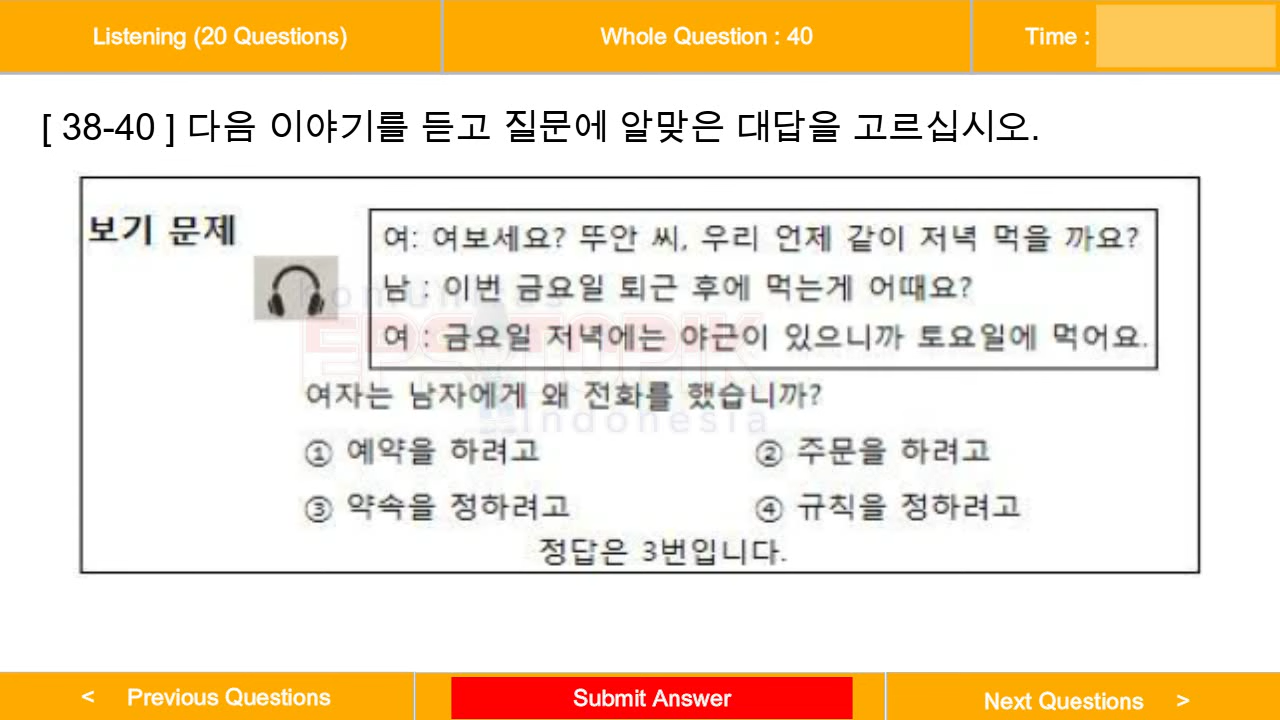 Listening (20 Questions)
Whole Question : 40
Time :
[ 38-40 ] 다음 이야기를 듣고 질문에 알맞은 대답을 고르십시오.
보기 문제
여: 여보세요? 뚜안 씨, 우리 언제 같이 저녁 먹을 까요?
남 : 이번 금요일 퇴근 후에 먹는게 어때요?
여 : 금요일 저녁에는 야근이 있으니까 토요일에 먹어요.
EPS TOPIK
여자는 남자에게 왜 전화를 했습니까?
Indonesia
① 예약을 하려고
② 주문을 하려고
③ 약속을 정하려고
④ 규칙을 정하려고
정답은 3번입니다.
< Previous Questions
Submit Answer
Next Questions >